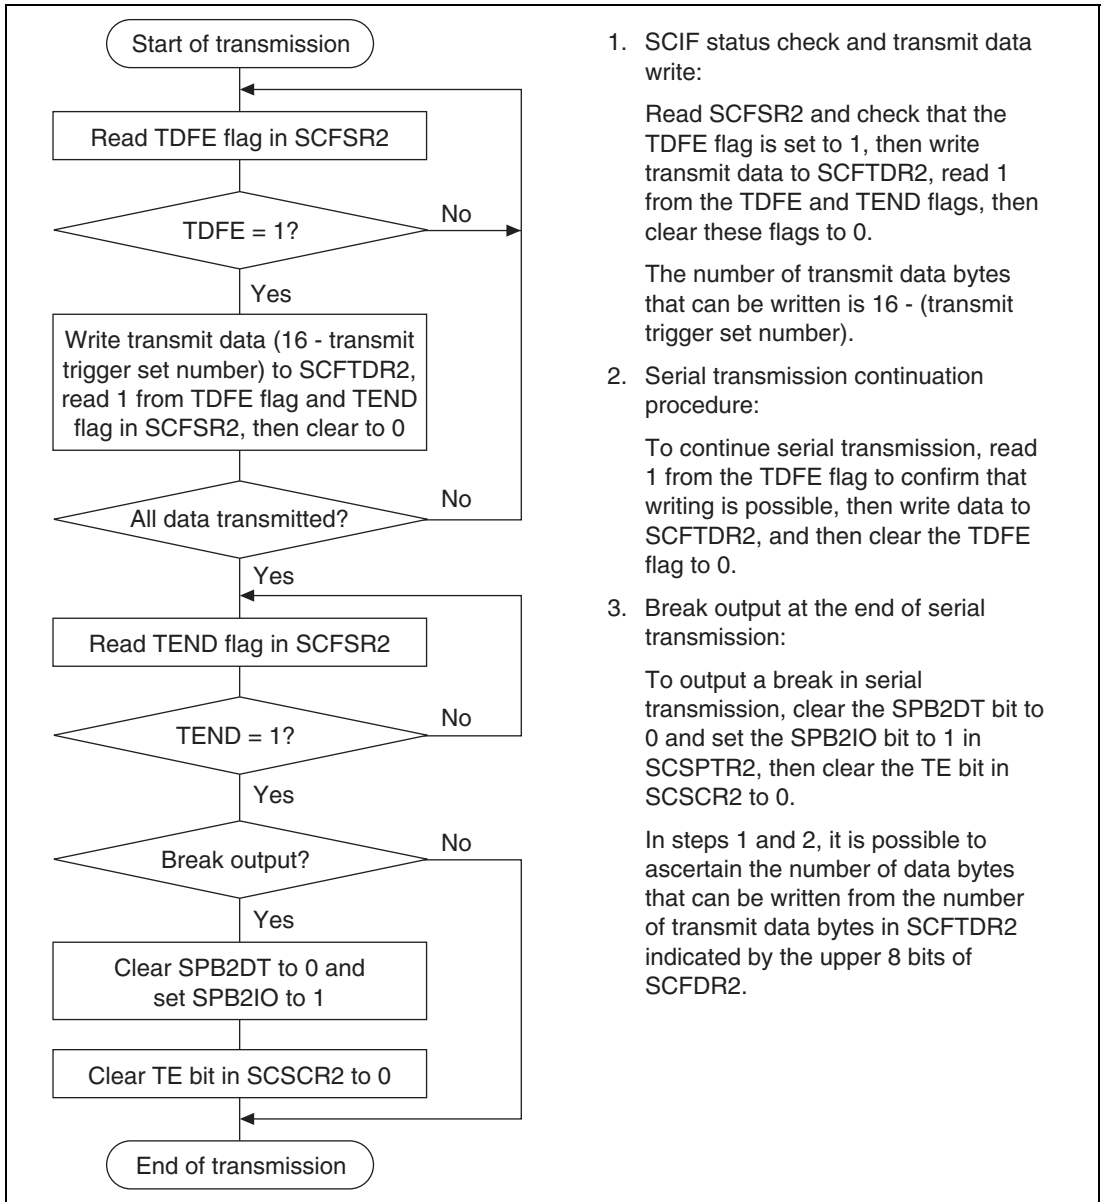 Start of transmission
Read TDFE flag in SCFSR2
TDFE = 1?
No
Yes
Write transmit data (16 - transmit
trigger set number) to SCFTDR2,
read 1 from TDFE flag and TEND
flag in SCFSR2, then clear to 0
All data transmitted?
No
Yes
Read TEND flag in SCFSR2
TEND = 1?
No
Yes
Break output?
No
Yes
Clear SPB2DT to 0 and
set SPB2IO to 1
Clear TE bit in SCSCR2 to 0
End of transmission
1. SCIF status check and transmit data
write:
Read SCFSR2 and check that the
TDFE flag is set to 1, then write
transmit data to SCFTDR2, read 1
from the TDFE and TEND flags, then
clear these flags to 0.
The number of transmit data bytes
that can be written is 16 - (transmit
trigger set number).
2. Serial transmission continuation
procedure:
To continue serial transmission, read
1 from the TDFE flag to confirm that
writing is possible, then write data to
SCFTDR2, and then clear the TDFE
flag to 0.
3. Break output at the end of serial
transmission:
To output a break in serial
transmission, clear the SPB2DT bit to
0 and set the SPB2IO bit to 1 in
SCSPTR2, then clear the TE bit in
SCSCR2 to 0.
In steps 1 and 2, it is possible to
ascertain the number of data bytes
that can be written from the number
of transmit data bytes in SCFTDR2
indicated by the upper 8 bits of
SCFDR2.